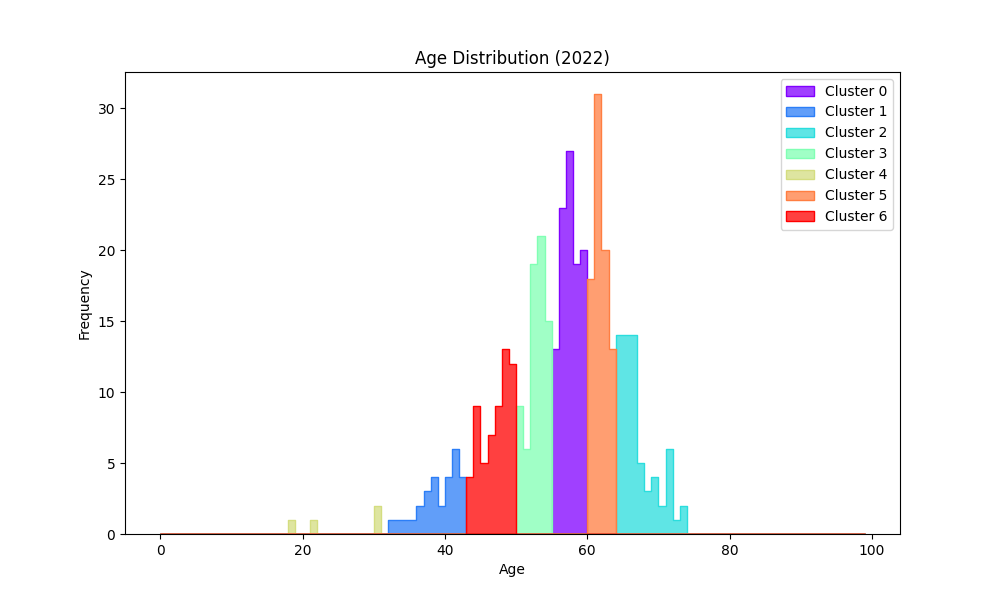 Age Distribution (2022)
Cluster 0
Cluster 1
Cluster 2
Cluster 3
Cluster 4
Cluster 5
Cluster 6
Frequency
30
25
20
15
10
5
0
0 20 40 60 80 100
Age